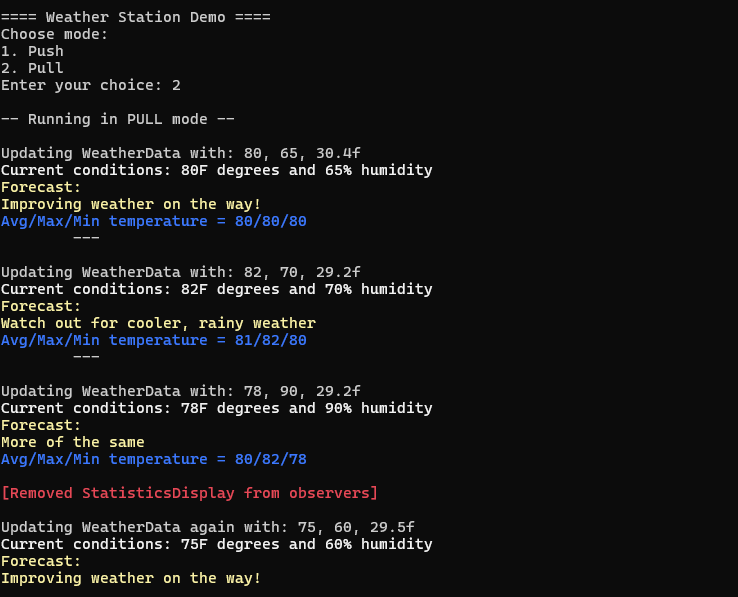 ==== Weather Station Demo ====
Choose mode:
1. Push
2. Pull
Enter your choice: 2
-- Running in PULL mode --
Updating WeatherData with: 80, 65, 30.4f
Current conditions: 80F degrees and 65% humidity
Forecast:
Improving weather on the way!
Avg/Max/Min temperature = 80/80/80
---
Updating WeatherData with: 82, 70, 29.2f
Current conditions: 82F degrees and 70% humidity
Forecast:
Watch out for cooler, rainy weather
Avg/Max/Min temperature = 81/82/80
---
Updating WeatherData with: 78, 90, 29.2f
Current conditions: 78F degrees and 90% humidity
Forecast:
More of the same
Avg/Max/Min temperature = 80/82/78
[Removed StatisticsDisplay from observers]
Updating WeatherData again with: 75, 60, 29.5f
Current conditions: 75F degrees and 60% humidity
Forecast:
Improving weather on the way!